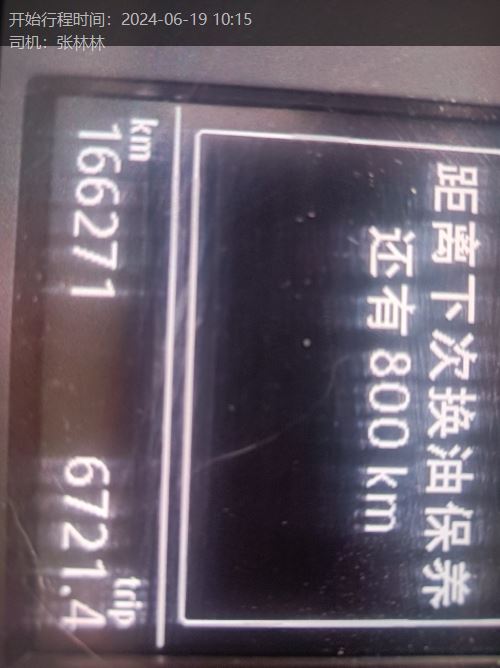 开始行程时间：2024-06-19 10:15
司机：张林林
距离下次换油保养
还有 800 km
km
166271
trip
6721.4